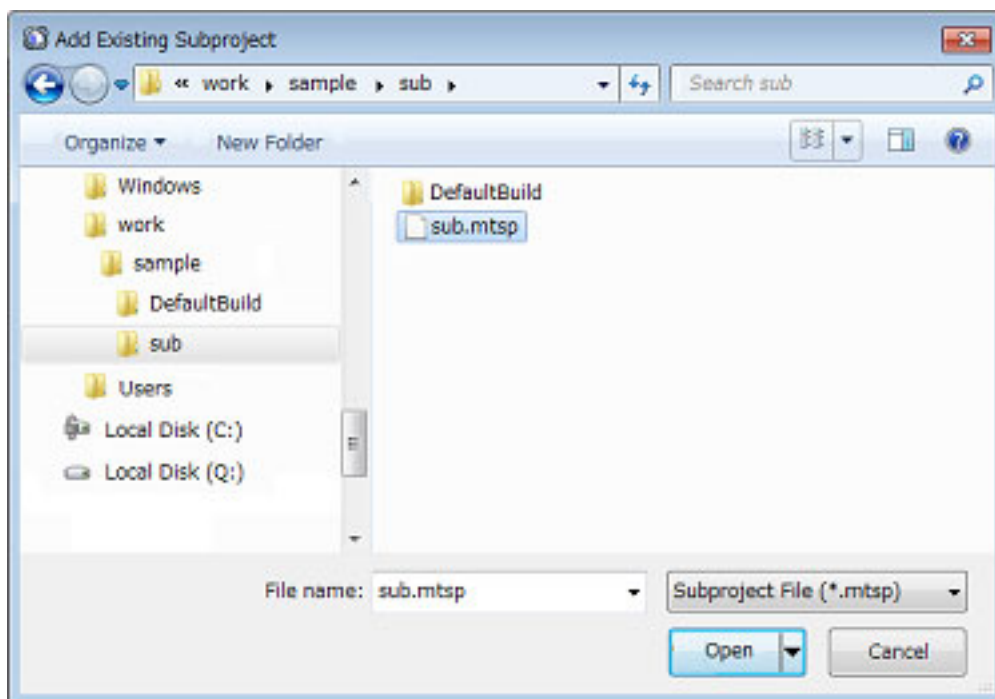 Add Existing Subproject
« work ▸ sample ▸ sub ▸ Search sub
Organize New Folder
Windows
work
sample
DefaultBuild
sub
Users
Local Disk (C:)
Local Disk (Q:)
DefaultBuild
sub.mtsp
File name: sub.mtsp Subproject File (*.mtsp)
Open Cancel